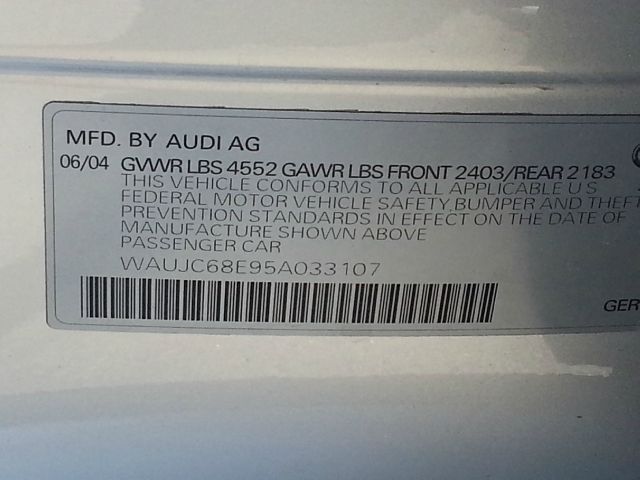 MFD. BY AUDI AG
06/04 GVWR LBS 4552 GAWR LBS FRONT 2403/REAR 2183
THIS VEHICLE CONFORMS TO ALL APPLICABLE U S
FEDERAL MOTOR VEHICLE SAFETY, BUMPER AND THEFT
PREVENTION STANDARDS IN EFFECT ON THE DATE OF
MANUFACTURE SHOWN ABOVE
PASSENGER CAR
WAUJC68E95A033107
GER